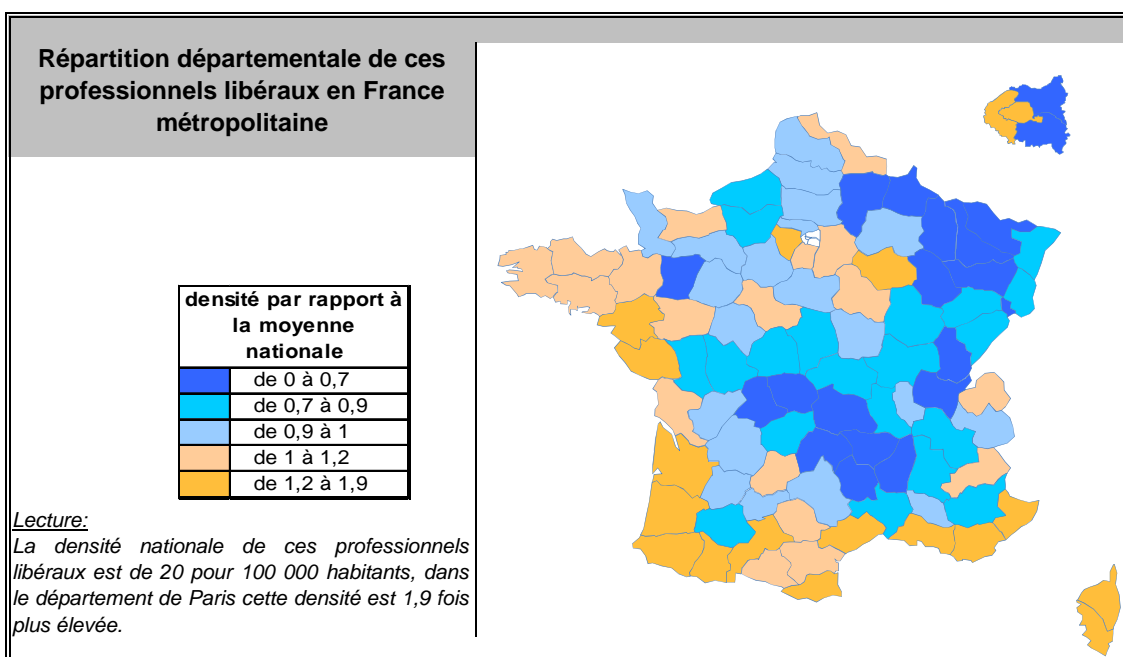 Répartition départementale de ces
professionnels libéraux en France
métropolitaine
densité par rapport à
la moyenne
nationale
de 0 à 0,7
de 0,7 à 0,9
de 0,9 à 1
de 1 à 1,2
de 1,2 à 1,9
Lecture:
La densité nationale de ces professionnels
libéraux est de 20 pour 100 000 habitants, dans
le département de Paris cette densité est 1,9 fois
plus élevée.